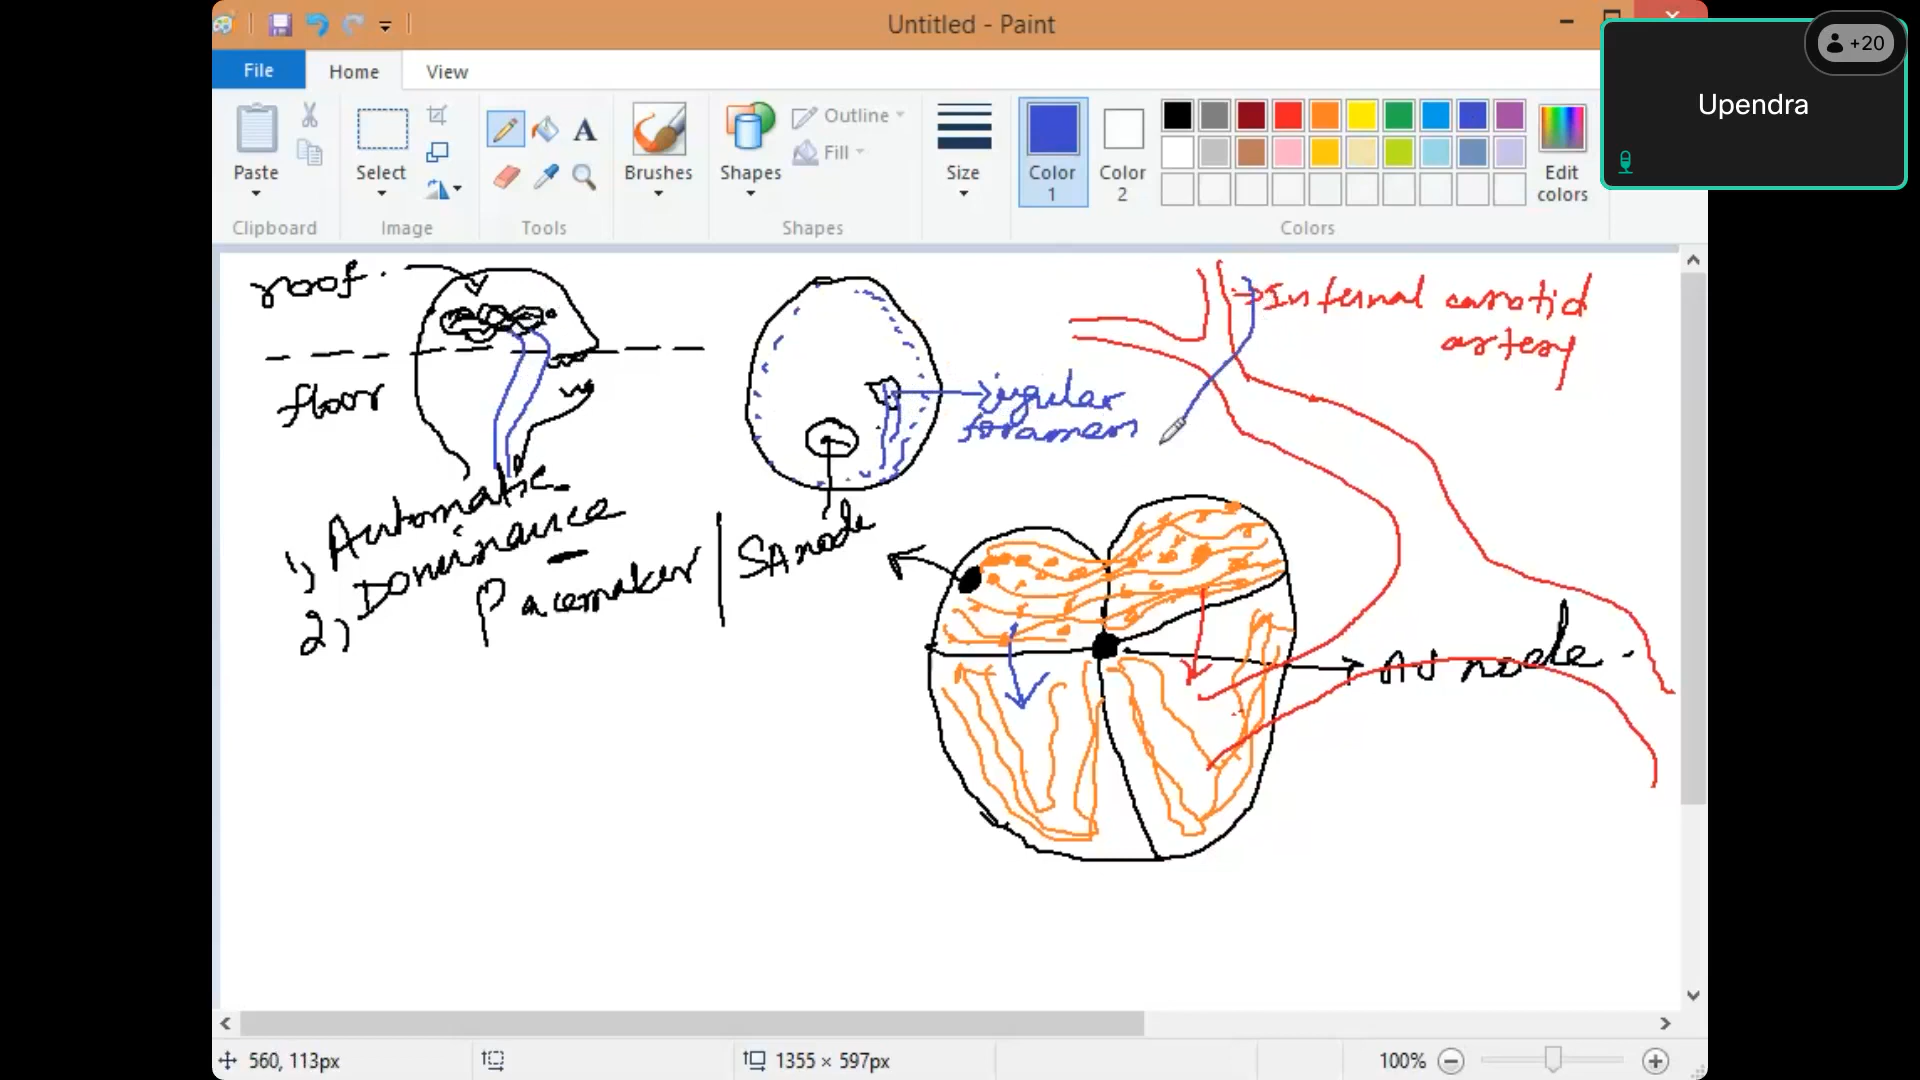 Untitled - Paint
+20
Upendra
File
Home
View
Paste
Select
Brushes
Shapes
Outline
Fill
Size
Color
1
Color
2
Edit
colors
Clipboard
Image
Tools
Shapes
Colors
roof.
floor
Internal carotid
artery
Jugular
foramen
1) Automatic
Dominance
2) Pacemaker | SA node
AV node.
560, 113px
1355 × 597px
100%